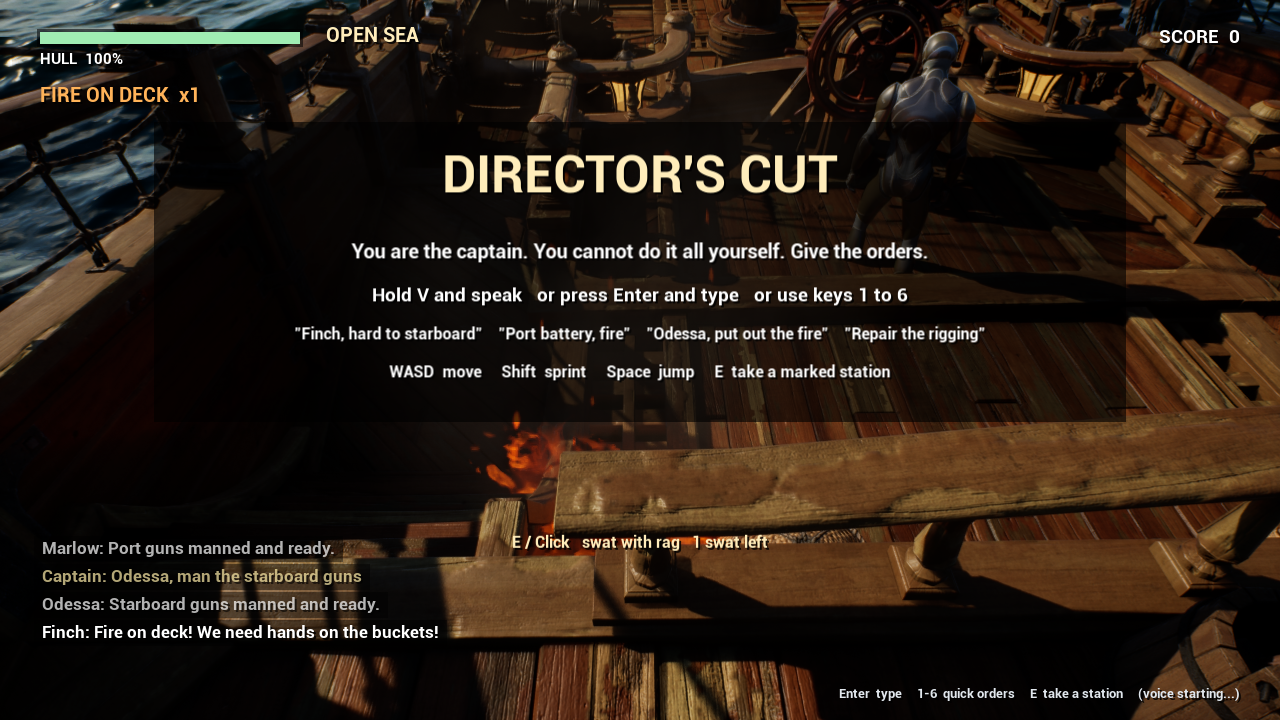 OPEN SEA
SCORE 0
HULL 100%
FIRE ON DECK x1
DIRECTOR'S CUT
You are the captain. You cannot do it all yourself. Give the orders.
Hold V and speak or press Enter and type or use keys 1 to 6
"Finch, hard to starboard" "Port battery, fire" "Odessa, put out the fire" "Repair the rigging"
WASD move Shift sprint Space jump E take a marked station
E / Click swat with rag 1 swat left
Marlow: Port guns manned and ready.
Captain: Odessa, man the starboard guns
Odessa: Starboard guns manned and ready.
Finch: Fire on deck! We need hands on the buckets!
Enter type 1-6 quick orders E take a station (voice starting...)